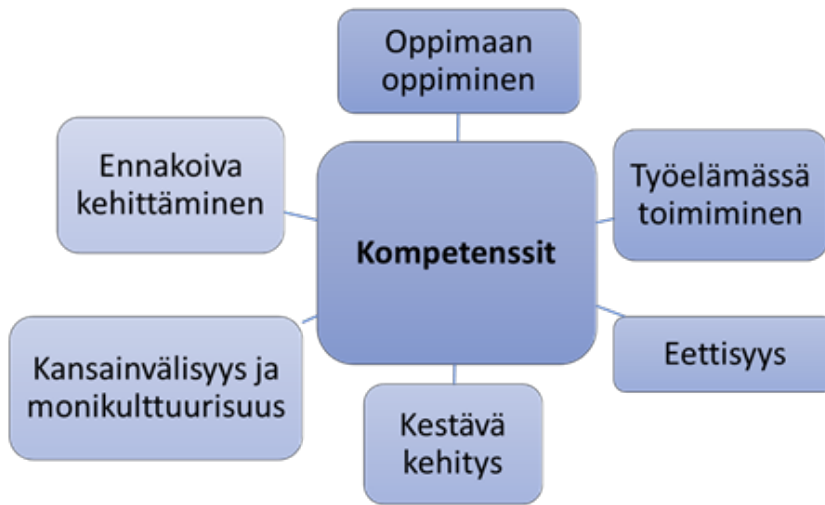 Oppimaan
oppiminen
Ennakoiva
kehittäminen
Työelämässä
toimiminen
Kompetenssit
Kansainvälisyys ja
monikulttuurisuus
Eettisyys
Kestävä
kehitys